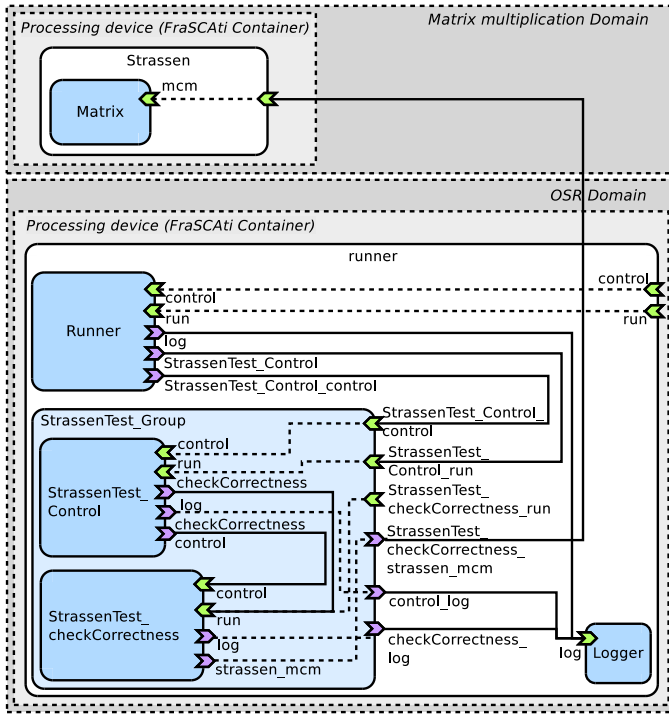 Processing device (FraSCAti Container)
Matrix multiplication Domain
Strassen
mcm
Matrix
OSR Domain
Processing device (FraSCAti Container)
runner
control
run
Runner
control
run
log
StrassenTest_Control
StrassenTest_Control_control
StrassenTest_Group
StrassenTest_Control_
control
StrassenTest_
Control_run
StrassenTest_
checkCorrectness_run
StrassenTest_
checkCorrectness_
strassen_mcm
control_log
checkCorrectness_
log
StrassenTest_
Control
control
run
checkCorrectness
log
checkCorrectness
control
StrassenTest_
checkCorrectness
control
run
log
strassen_mcm
log
Logger